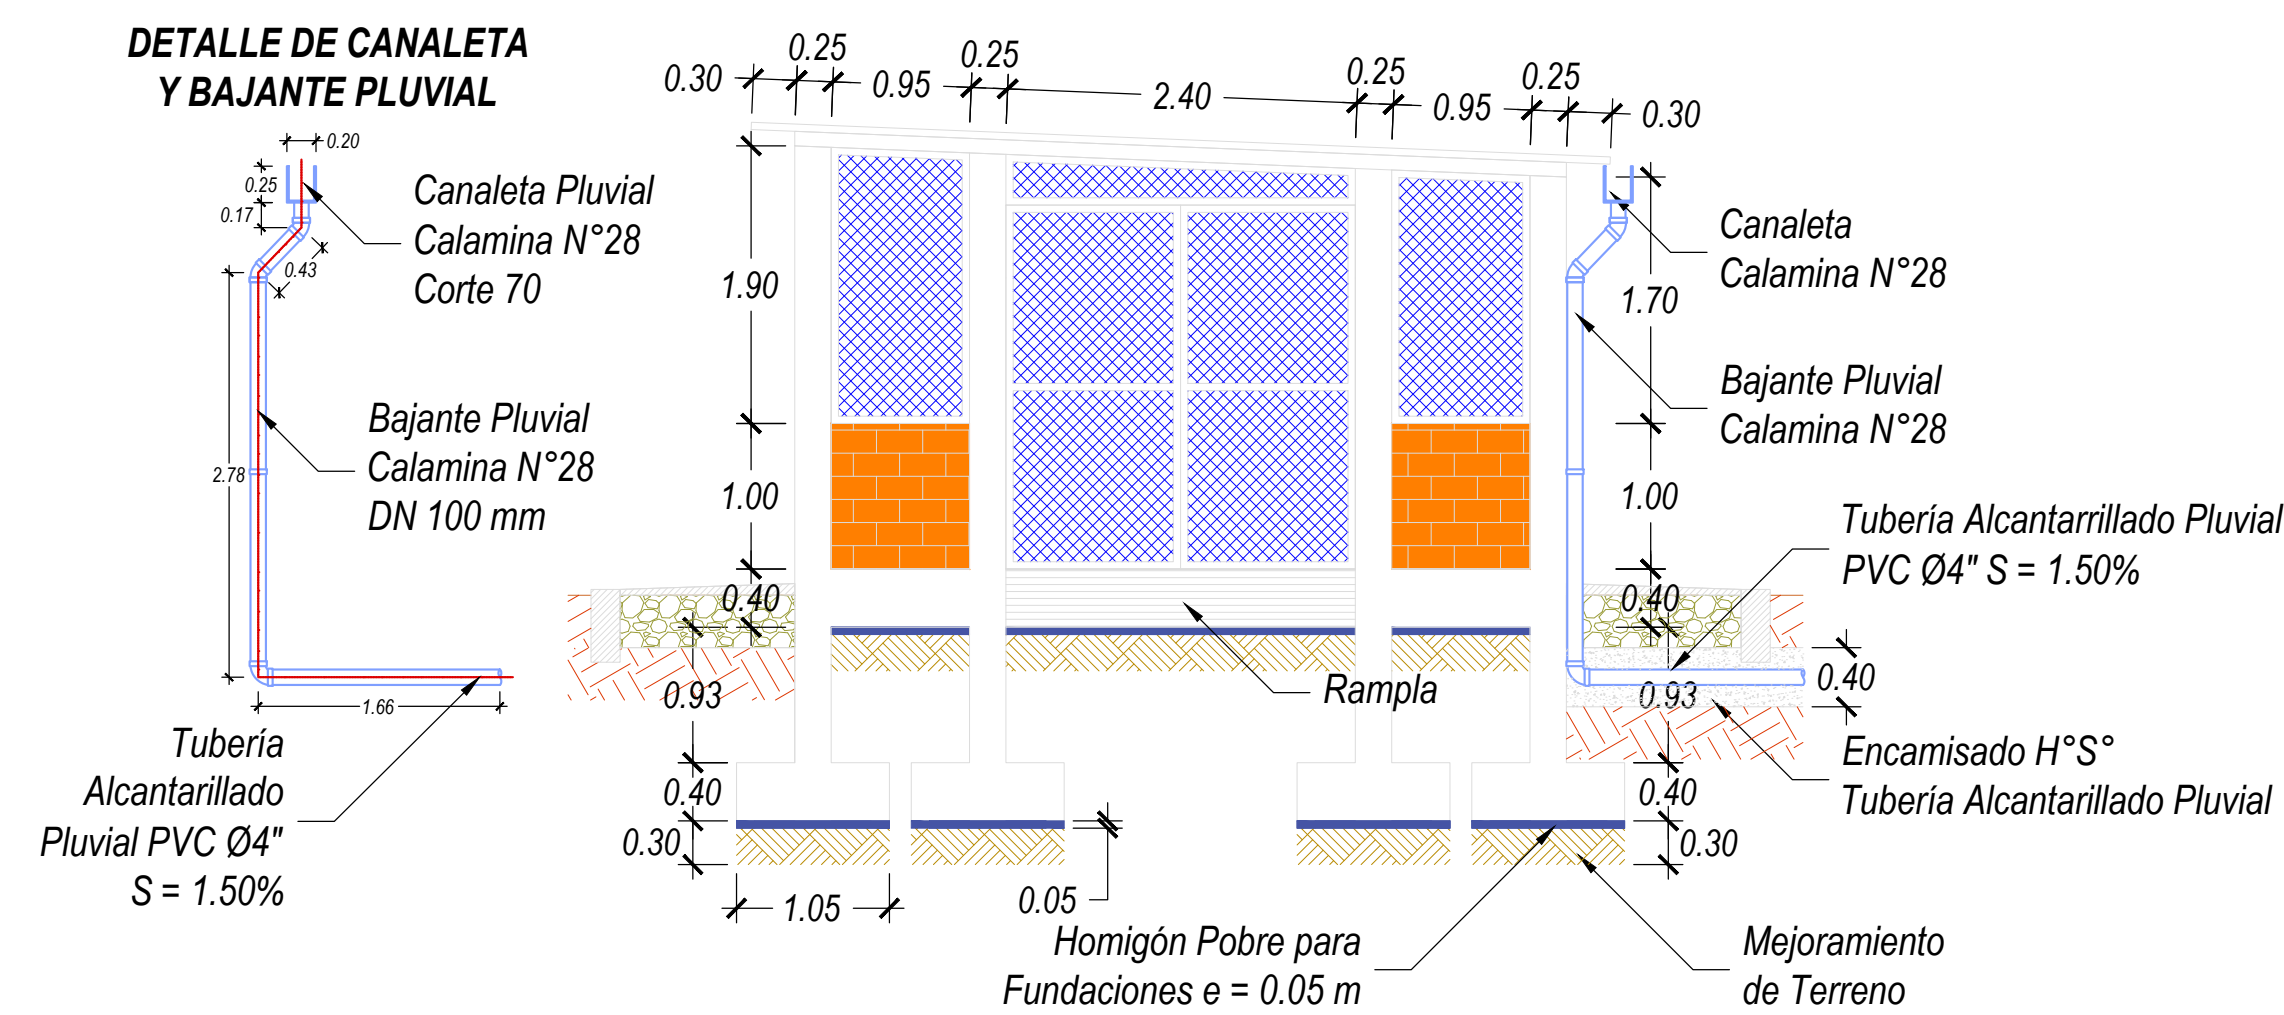 DETALLE DE CANALETA
Y BAJANTE PLUVIAL
0.20
0.25
0.17
0.43
2.78
1.66
Canaleta Pluvial
Calamina N°28
Corte 70
Bajante Pluvial
Calamina N°28
DN 100 mm
Tubería
Alcantarillado
Pluvial PVC Ø4"
S = 1.50%
0.30
0.25
0.95
0.25
2.40
0.25
0.95
0.25
0.30
1.90
1.00
0.40
0.93
0.40
0.30
1.05
0.05
1.70
1.00
0.40
0.93
0.40
0.40
0.30
Canaleta
Calamina N°28
Bajante Pluvial
Calamina N°28
Tubería Alcantarrillado Pluvial
PVC Ø4" S = 1.50%
Rampla
Encamisado H°S°
Tubería Alcantarillado Pluvial
Homigón Pobre para
Fundaciones e = 0.05 m
Mejoramiento
de Terreno